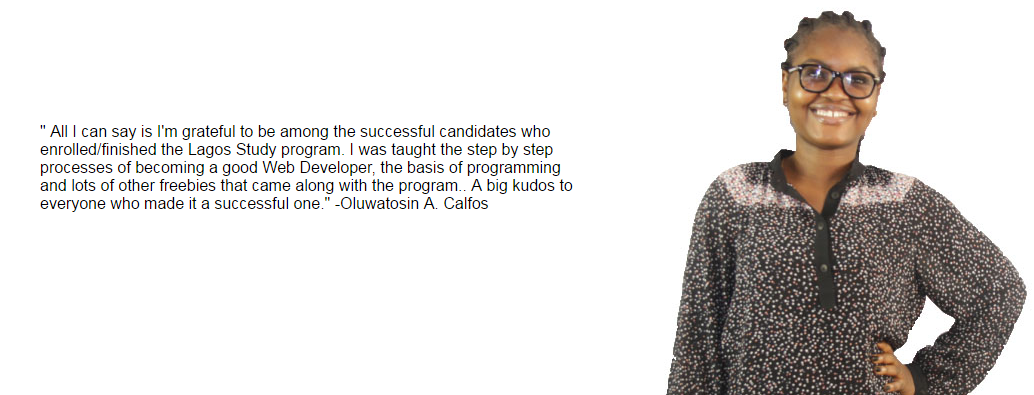 " All I can say is I'm grateful to be among the successful candidates who
enrolled/finished the Lagos Study program. I was taught the step by step
processes of becoming a good Web Developer, the basis of programming
and lots of other freebies that came along with the program.. A big kudos to
everyone who made it a successful one." -Oluwatosin A. Calfos